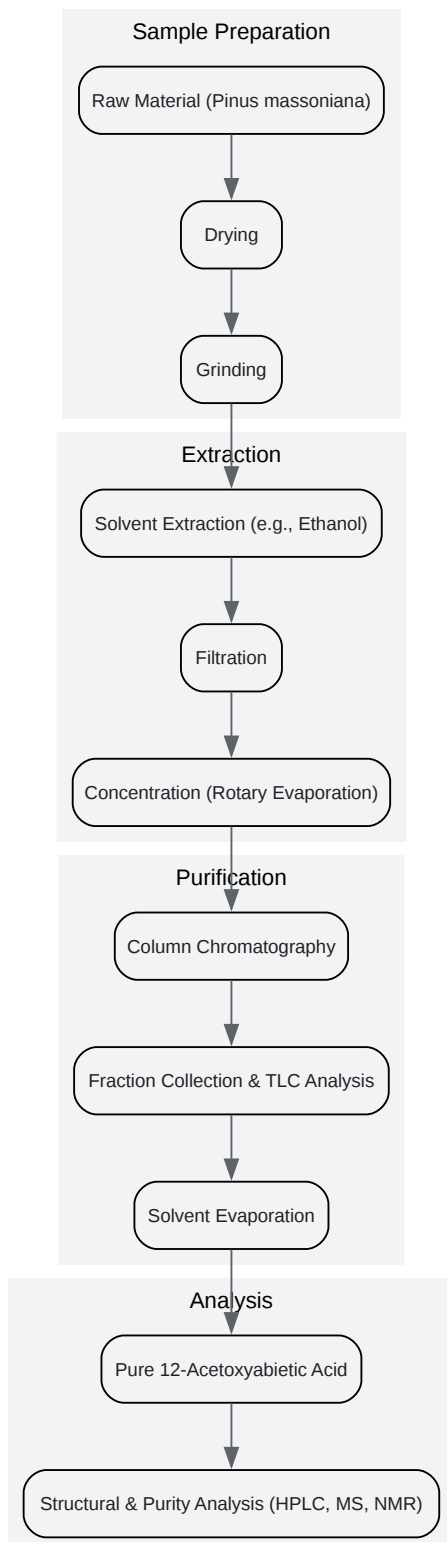 Sample Preparation
Raw Material (Pinus massoniana)
Drying
Grinding
Extraction
Solvent Extraction (e.g., Ethanol)
Filtration
Concentration (Rotary Evaporation)
Purification
Column Chromatography
Fraction Collection & TLC Analysis
Solvent Evaporation
Analysis
Pure 12-Acetoxyabietic Acid
Structural & Purity Analysis (HPLC, MS, NMR)